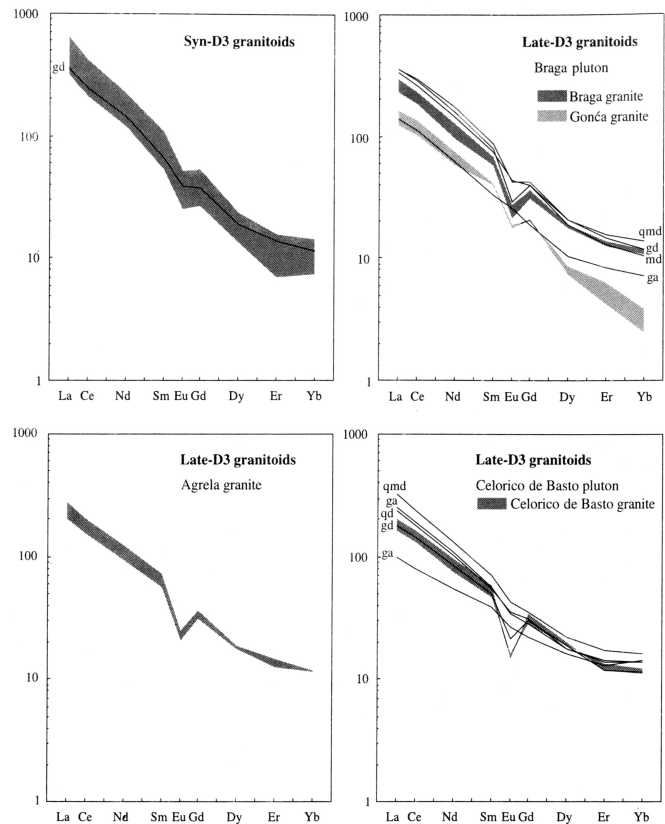 1000
100
10
1
Syn-D3 granitoids
gd
La Ce Nd Sm Eu Gd Dy Er Yb
1000
100
10
1
Late-D3 granitoids
Braga pluton
Braga granite
Gonća granite
qmd
gd
md
ga
La Ce Nd Sm Eu Gd Dy Er Yb
1000
100
10
1
Late-D3 granitoids
Agrela granite
La Ce Nd Sm Eu Gd Dy Er Yb
1000
100
10
1
Late-D3 granitoids
Celorico de Basto pluton
Celorico de Basto granite
qmd
ga
qd
gd
ga
La Ce Nd Sm Eu Gd Dy Er Yb